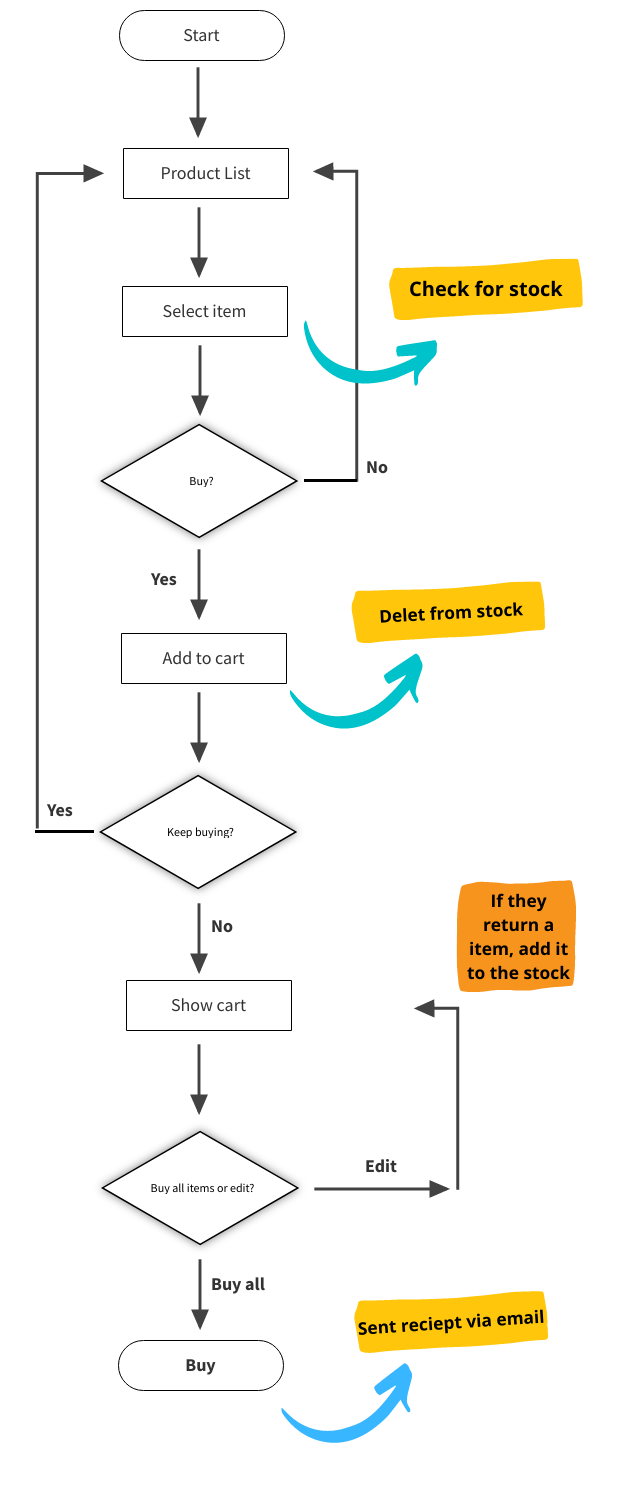 Start
Product List
Select item
Check for stock
Buy?
No
Yes
Delet from stock
Add to cart
Yes
Keep buying?
No
If they
return a
item, add it
to the stock
Show cart
Edit
Buy all items or edit?
Buy all
Sent reciept via email
Buy